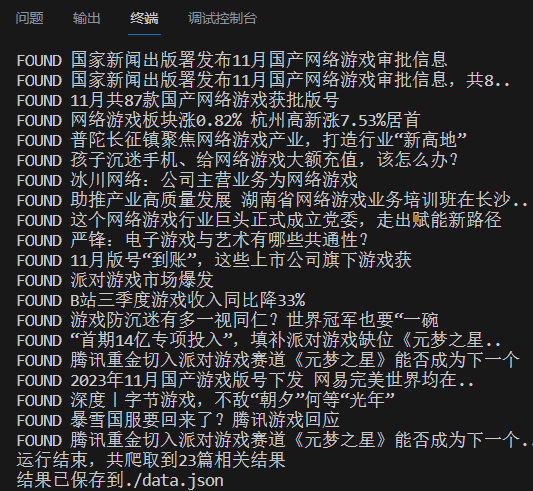 问题 输出 终端 调试控制台
FOUND 国家新闻出版署发布11月国产网络游戏审批信息
FOUND 国家新闻出版署发布11月国产网络游戏审批信息，共8..
FOUND 11月共87款国产网络游戏获批版号
FOUND 网络游戏板块涨0.82% 杭州高新涨7.53%居首
FOUND 普陀长征镇聚焦网络游戏产业，打造行业“新高地”
FOUND 孩子沉迷手机、给网络游戏大额充值，该怎么办？
FOUND 冰川网络：公司主营业务为网络游戏
FOUND 助推产业高质量发展 湖南省网络游戏业务培训班在长沙..
FOUND 这个网络游戏行业巨头正式成立党委，走出赋能新路径
FOUND 严锋：电子游戏与艺术有哪些共通性？
FOUND 11月版号“到账”，这些上市公司旗下游戏获
FOUND 派对游戏市场爆发
FOUND B站三季度游戏收入同比降33%
FOUND 游戏防沉迷有多一视同仁？世界冠军也要“一碗
FOUND “首期14亿专项投入”，填补派对游戏缺位《元梦之星..
FOUND 腾讯重金切入派对游戏赛道《元梦之星》能否成为下一个
FOUND 2023年11月国产游戏版号下发 网易完美世界均在..
FOUND 深度丨字节游戏，不敌“朝夕”何等“光年”
FOUND 暴雪国服要回来了？腾讯游戏回应
FOUND 腾讯重金切入派对游戏赛道《元梦之星》能否成为下一个..
运行结束，共爬取到23篇相关结果
结果已保存到./data.json